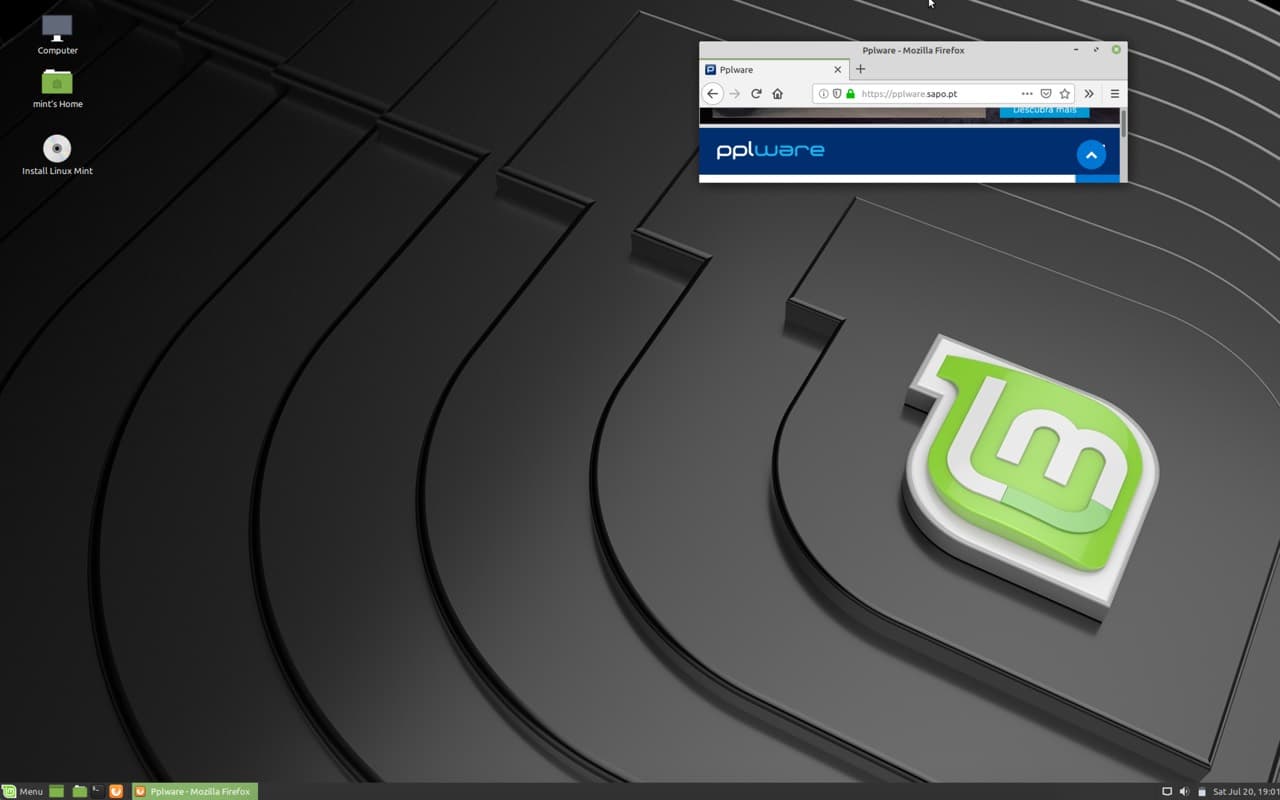 Computer
mint's Home
Install Linux Mint
Pplware - Mozilla Firefox
Pplware
https://pplware.sapo.pt
Descubra mais
pplware
lm
Menu
Pplware - Mozilla Firefox
Sat Jul 20, 19:01